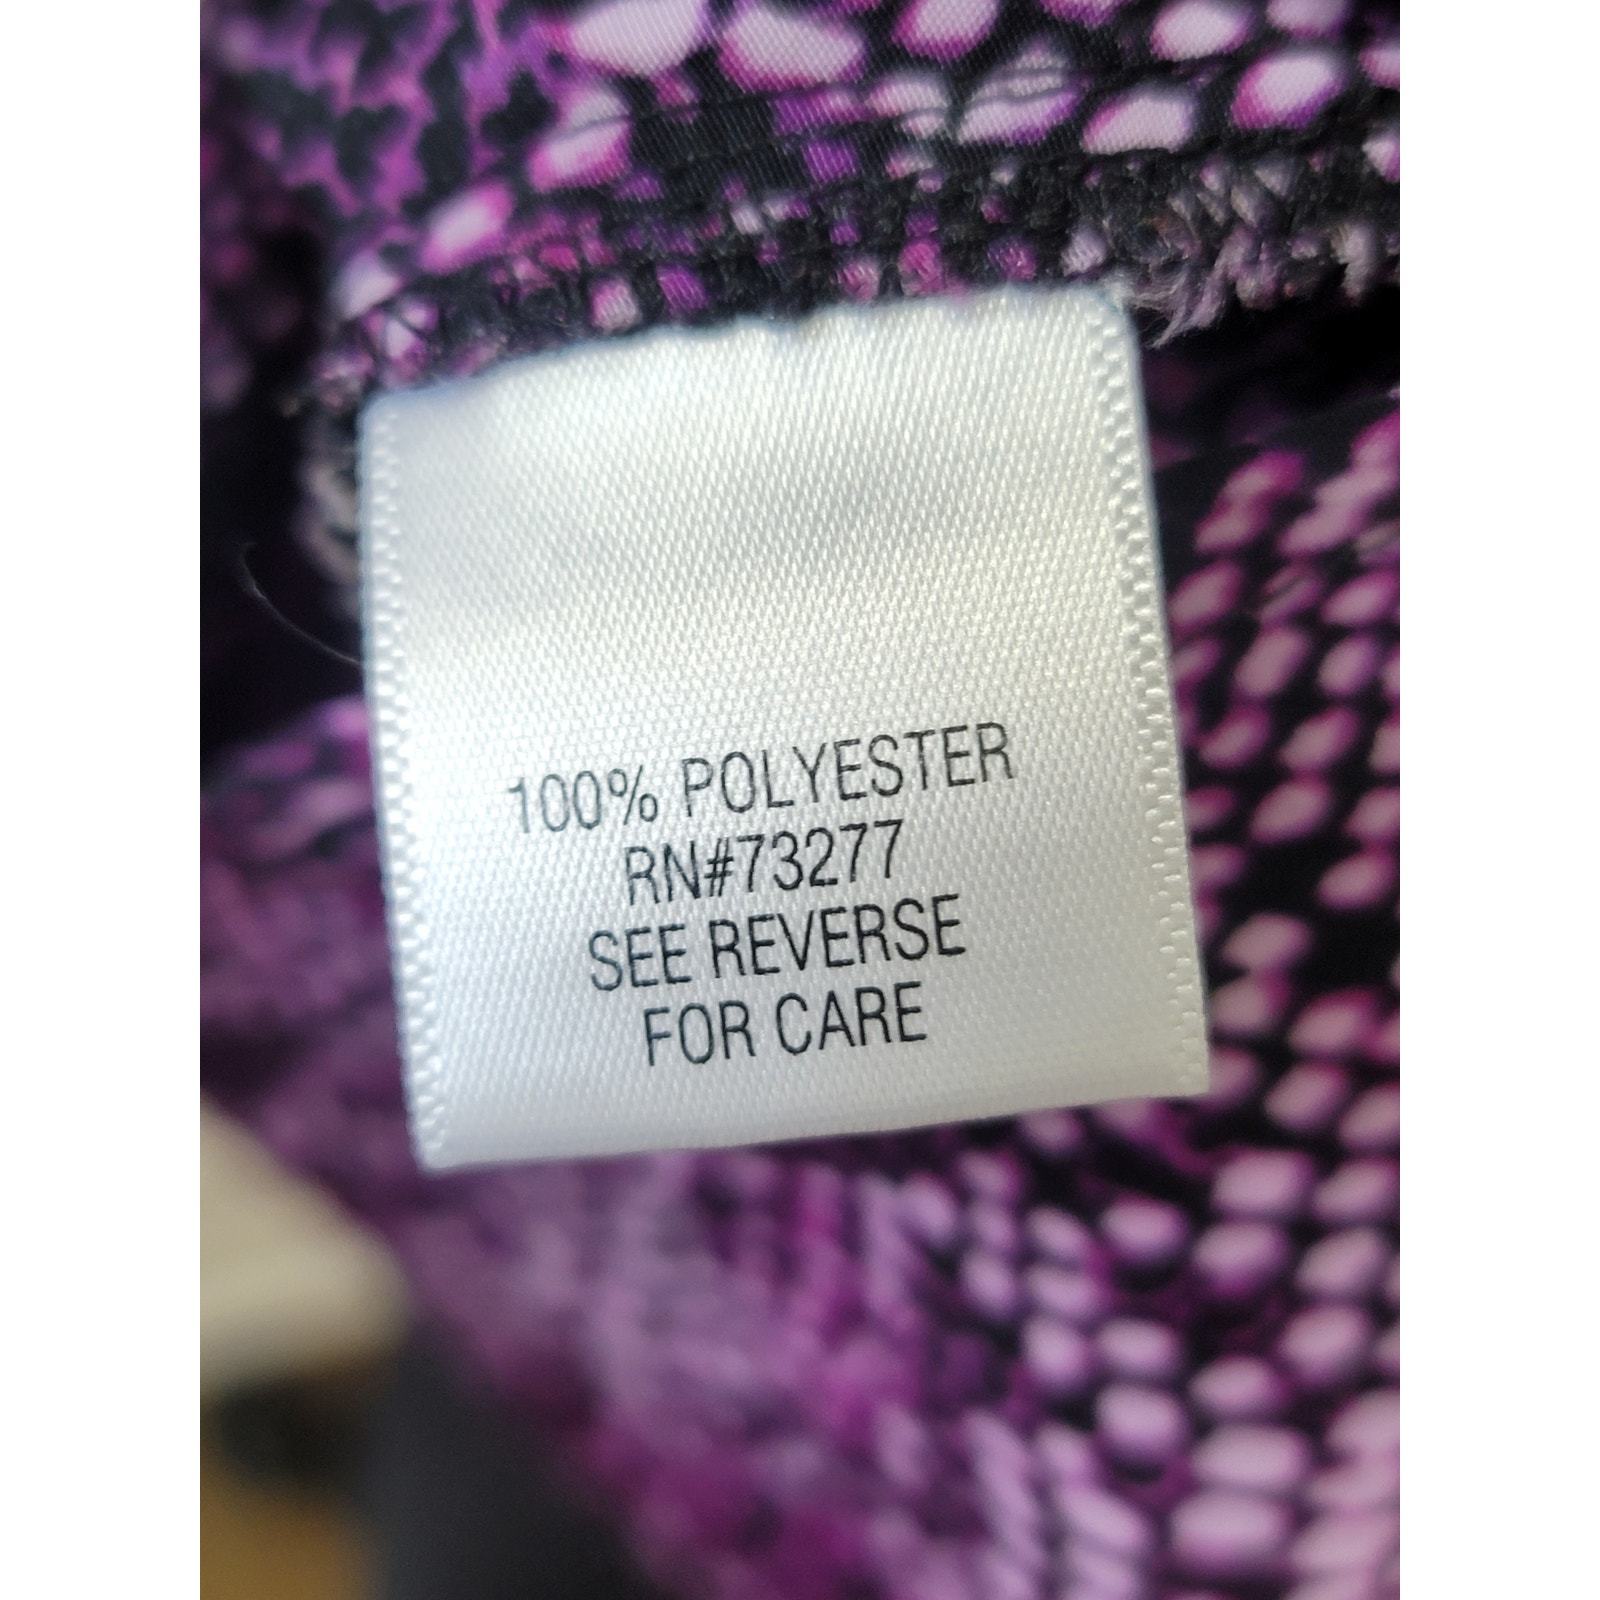 100% POLYESTER
RN#73277
SEE REVERSE
FOR CARE